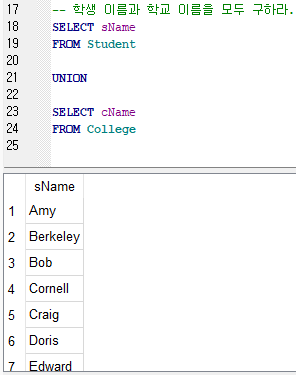 17 -- 학생 이름과 학교 이름을 모두 구하라.
18 SELECT sName
19 FROM Student
20
21 UNION
22
23 SELECT cName
24 FROM College
25
sName
1 Amy
2 Berkeley
3 Bob
4 Cornell
5 Craig
6 Doris
7 Edward